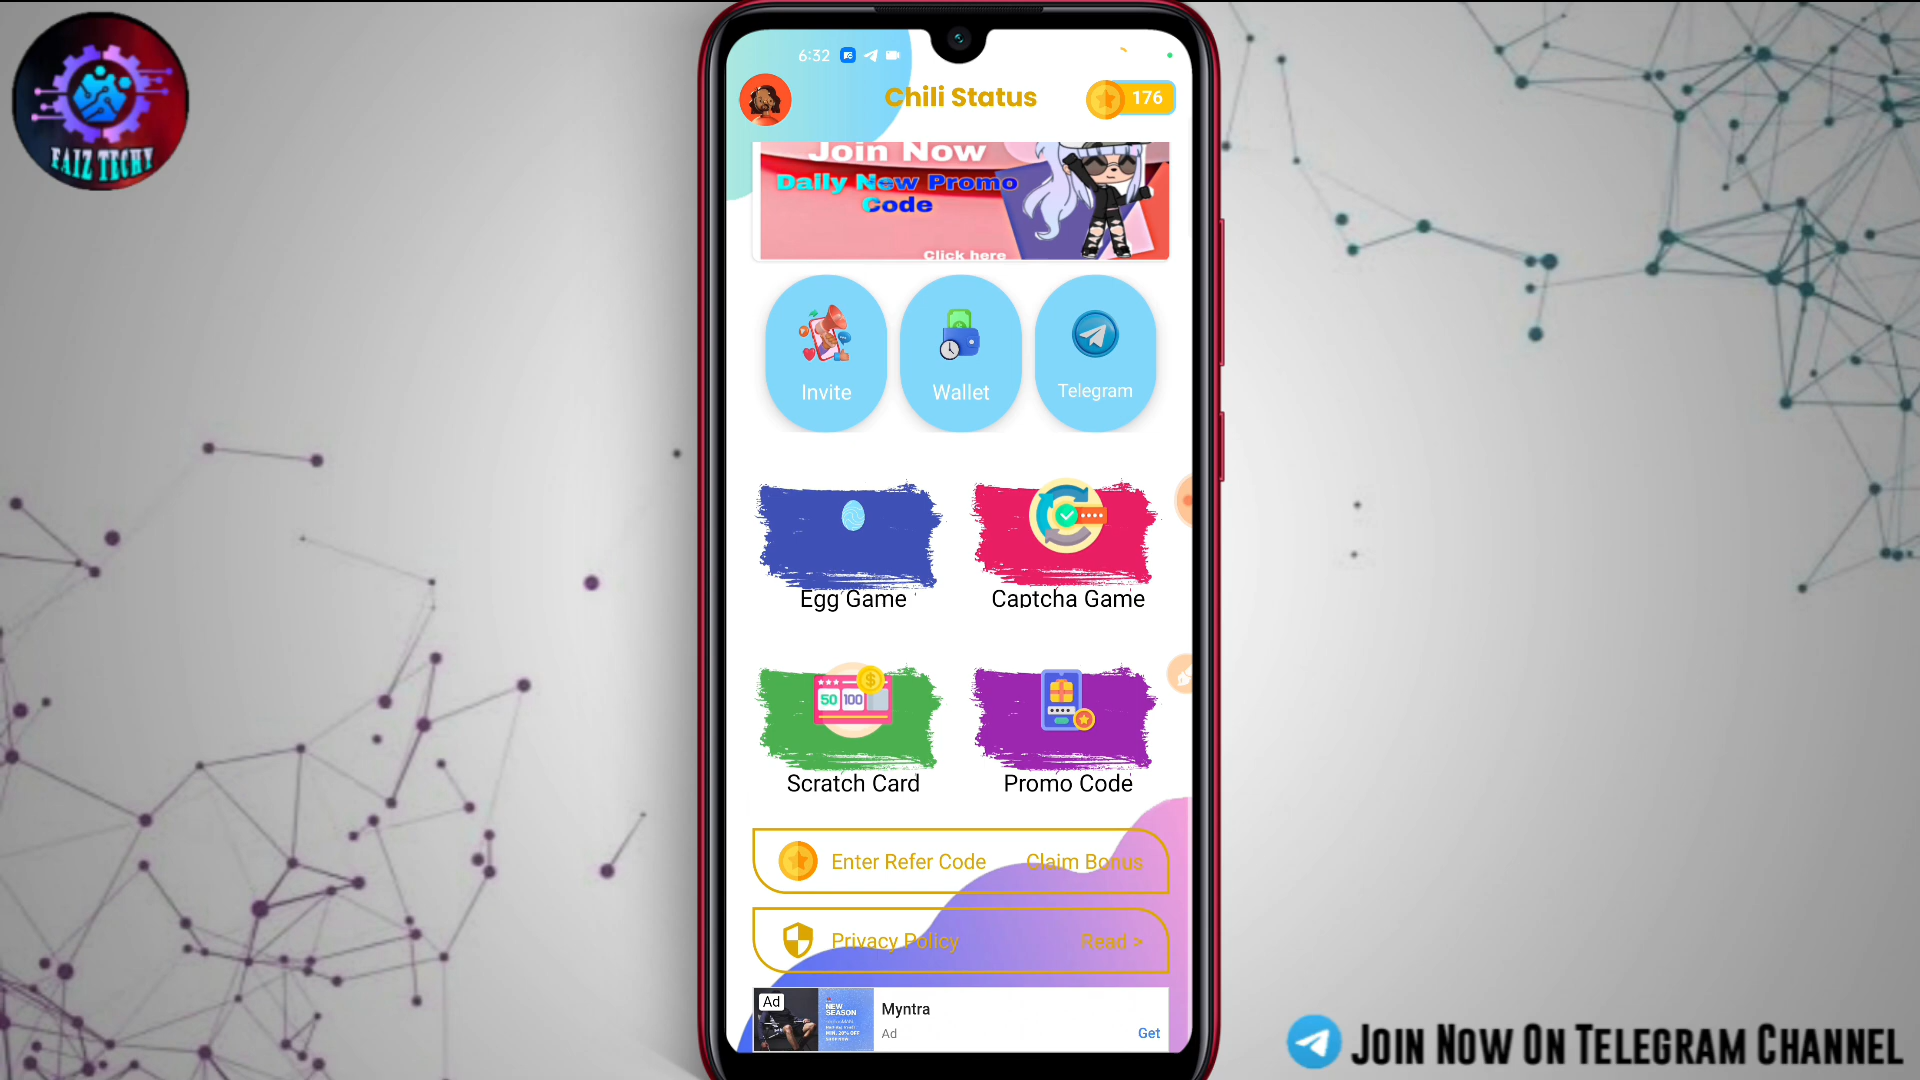 FAIZ TECHY
6:32
Chili Status
176
Join Now
Daily New Promo
Code
Click here
Invite
Wallet
Telegram
Egg Game
Captcha Game
50 100
Scratch Card
Promo Code
Enter Refer Code
Claim Bonus
Privacy Policy
Read >
Ad
NEW
SEASON
Myntra
Ad
Get
Join Now On Telegram Channel